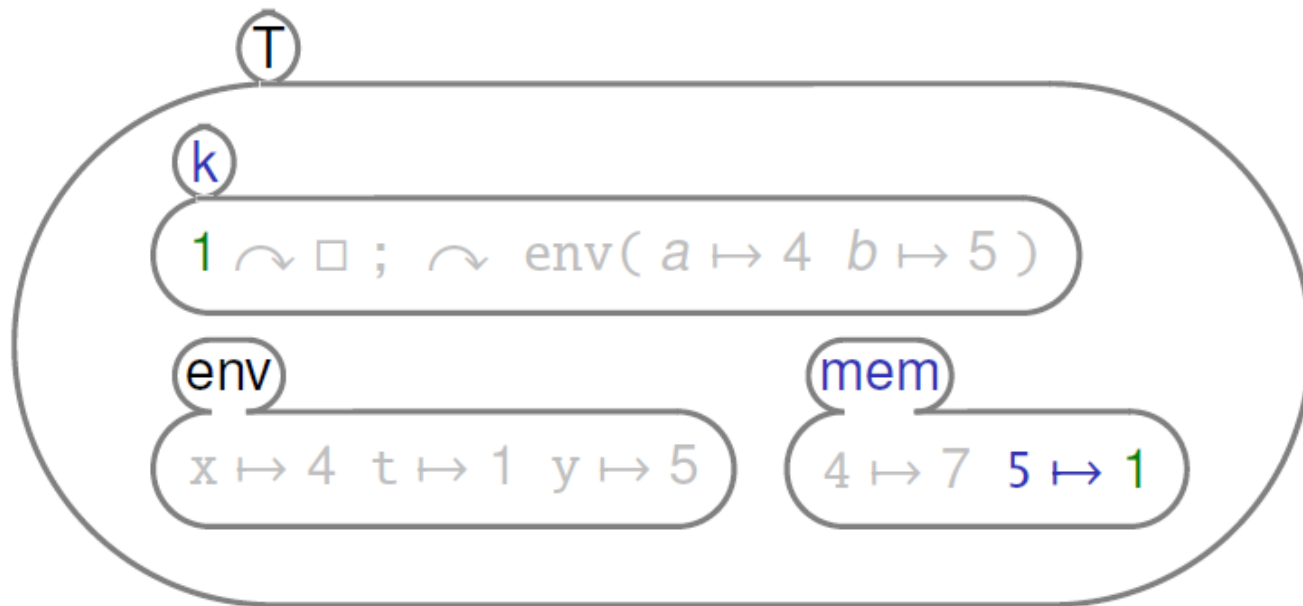 T
k
1 ↷ □ ; ↷ env( a ↦ 4 b ↦ 5 )
env mem
x ↦ 4 t ↦ 1 y ↦ 5 4 ↦ 7 5 ↦ 1